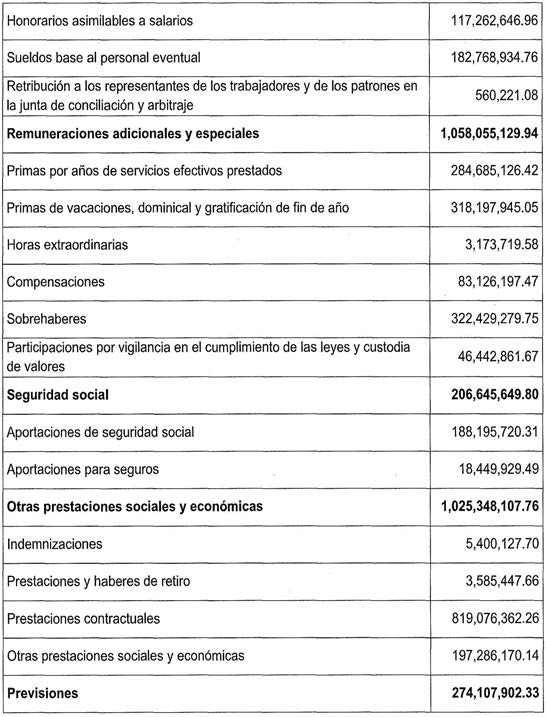 Honorarios asimilables a salarios 117,262,646.96
Sueldos base al personal eventual 182,768,934.76
Retribución a los representantes de los trabajadores y de los patrones en
la junta de conciliación y arbitraje 560,221.08
Remuneraciones adicionales y especiales 1,058,055,129.94
Primas por años de servicios efectivos prestados 284,685,126.42
Primas de vacaciones, dominical y gratificación de fin de año 318,197,945.05
Horas extraordinarias 3,173,719.58
Compensaciones 83,126,197.47
Sobrehaberes 322,429,279.75
Participaciones por vigilancia en el cumplimiento de las leyes y custodia
de valores 46,442,861.67
Seguridad social 206,645,649.80
Aportaciones de seguridad social 188,195,720.31
Aportaciones para seguros 18,449,929.49
Otras prestaciones sociales y económicas 1,025,348,107.76
Indemnizaciones 5,400,127.70
Prestaciones y haberes de retiro 3,585,447.66
Prestaciones contractuales 819,076,362.26
Otras prestaciones sociales y económicas 197,286,170.14
Previsiones 274,107,902.33